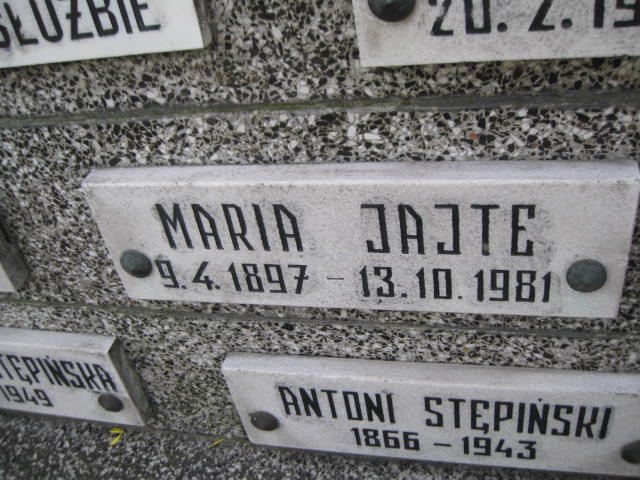 SŁUŻBIE
20.2.19
MARIA JAJTE
9.4.1897 – 13.10.1981
STĘPIŃSKA
1949
ANTONI STĘPIŃSKI
1866 – 1943